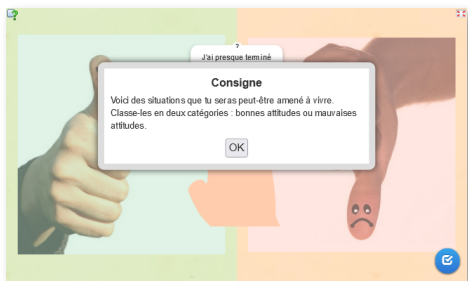 ?
J'ai presque terminé
Consigne
Voici des situations que tu seras peut-être amené à vivre.
Classe-les en deux catégories : bonnes attitudes ou mauvaises
attitudes.
OK